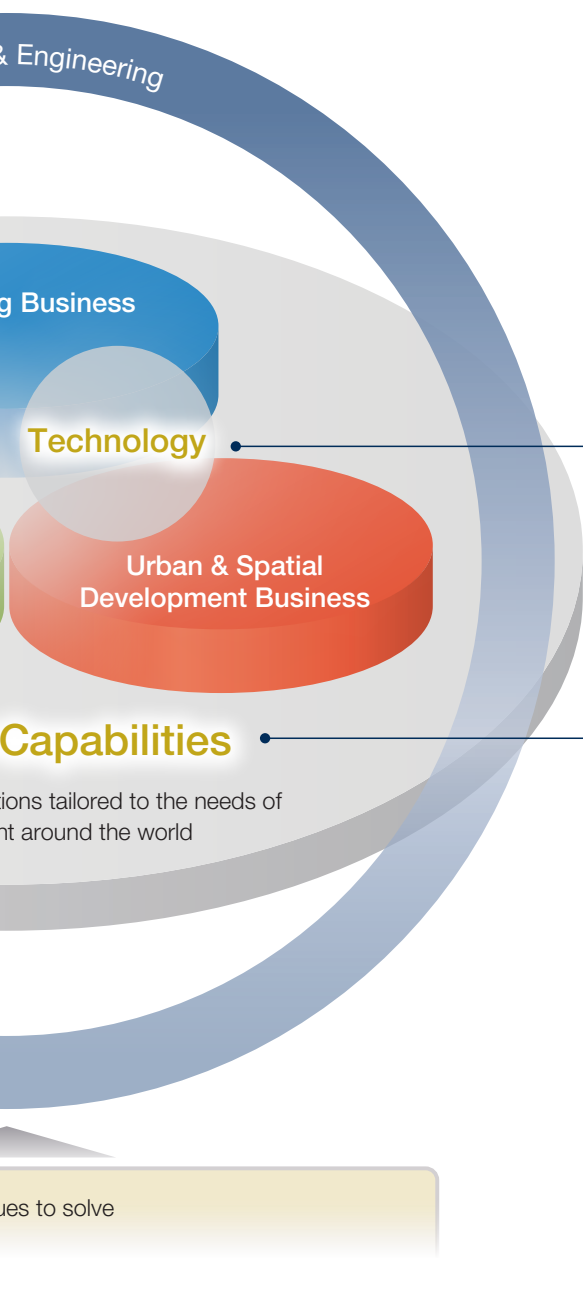 & Engineering
g Business
Technology
Urban & Spatial
Development Business
Capabilities
tions tailored to the needs of
nt around the world
ues to solve